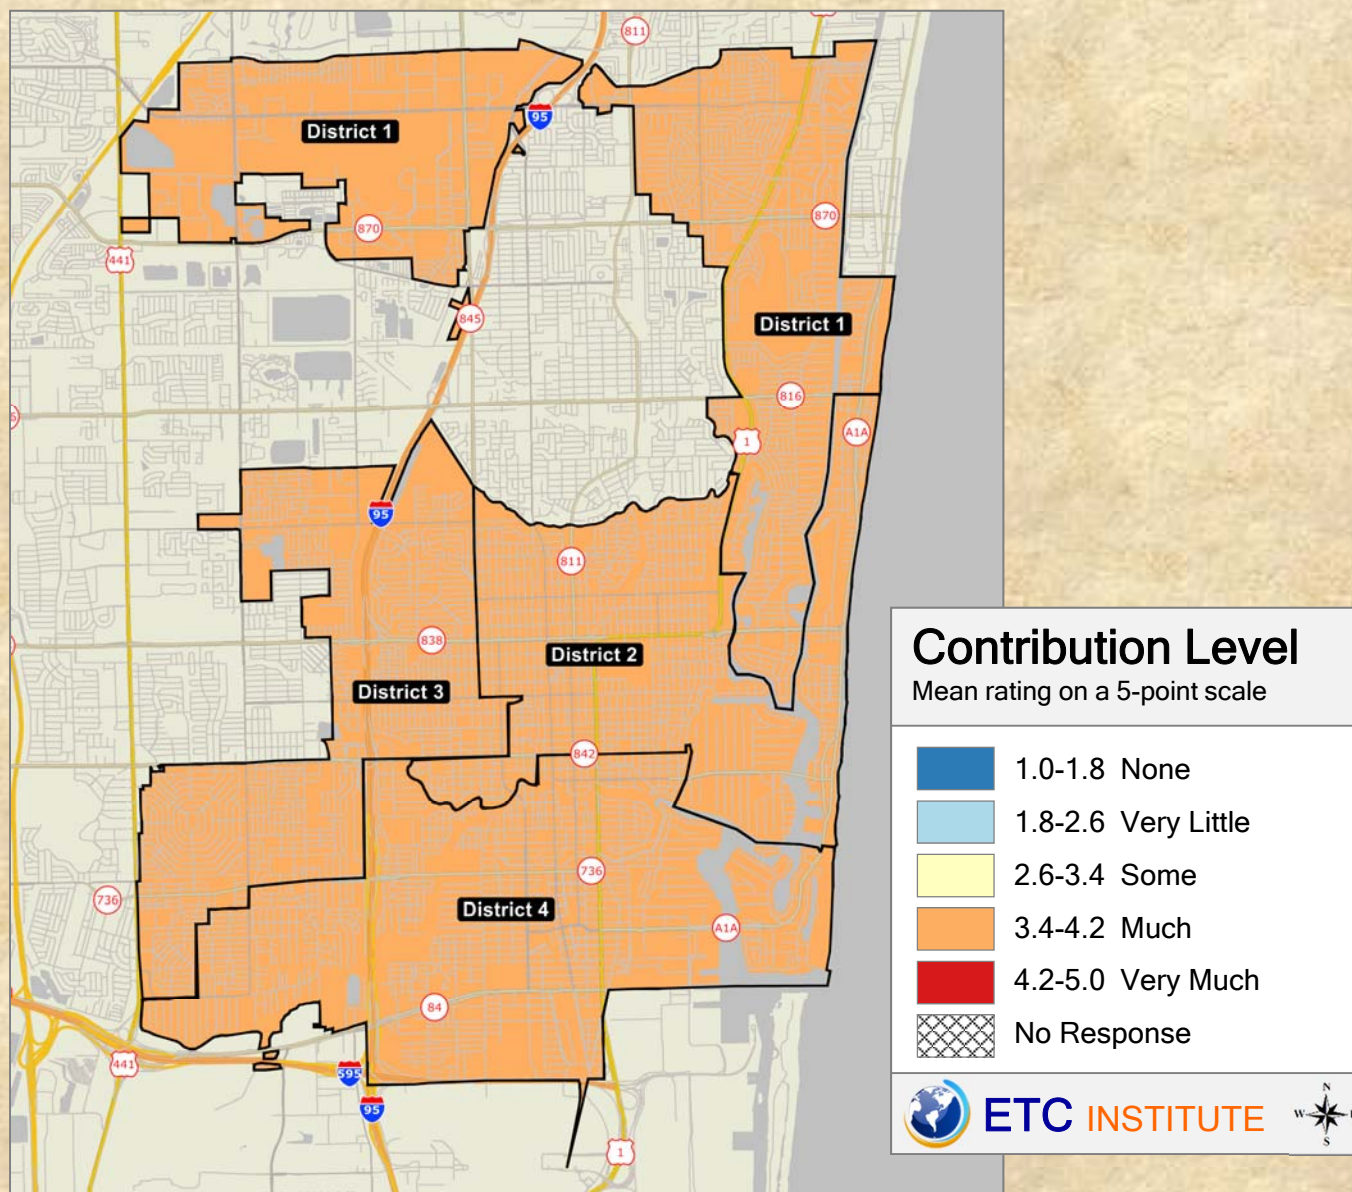 811
95
District 1
870
870
441
845
District 1
816
A1A
1
95
811
838
District 2
District 3
842
736
736
District 4
A1A
84
441
595
95
1
Contribution Level
Mean rating on a 5-point scale
1.0-1.8 None
1.8-2.6 Very Little
2.6-3.4 Some
3.4-4.2 Much
4.2-5.0 Very Much
No Response
ETC INSTITUTE
N
W
S